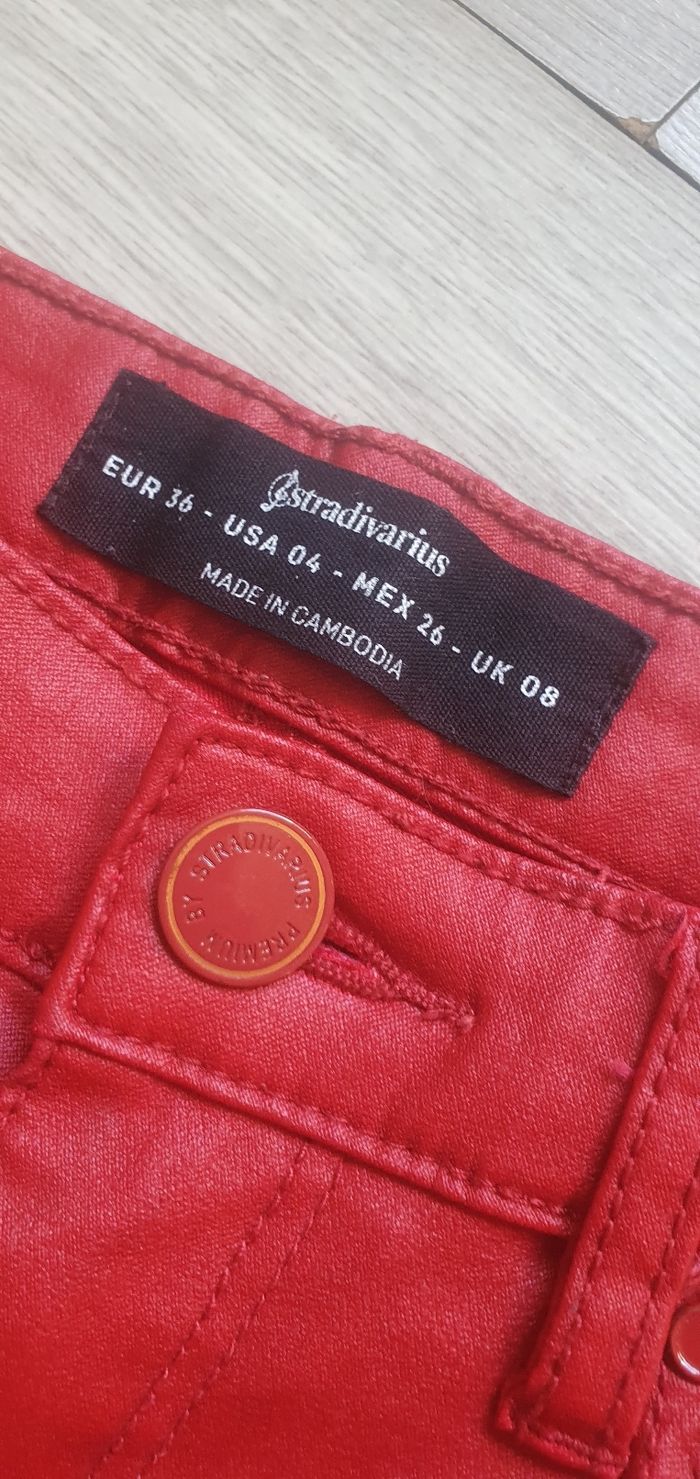 stradivarius
EUR 36 - USA 04 - MEX 26 - UK 08
MADE IN CAMBODIA
PREMIUM BY STRADIVARIUS